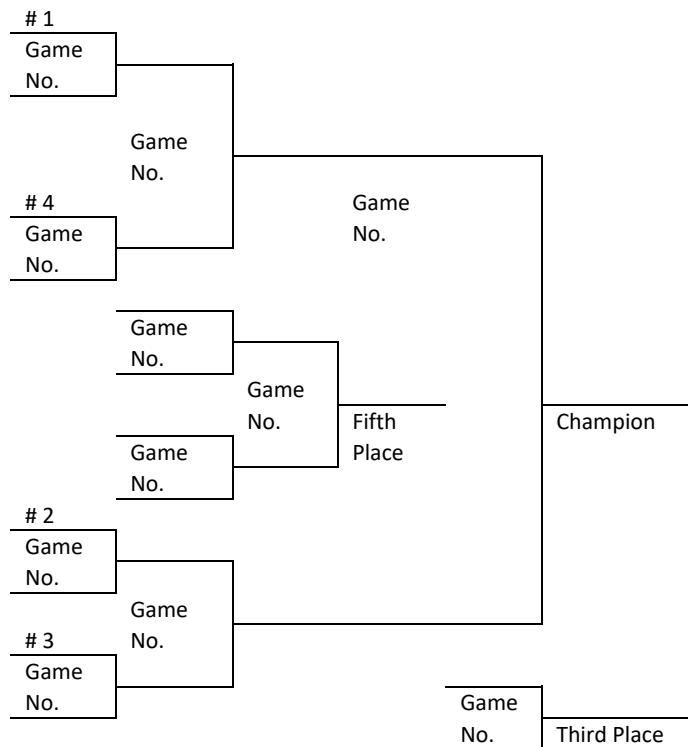 # 1
Game
No.
Game
No.
# 4
Game
No.
Game
No.
Game
No.
Game
No.
Fifth
Place
Champion
Game
No.
# 2
Game
No.
Game
No.
# 3
Game
No.
Game
No.
Third Place